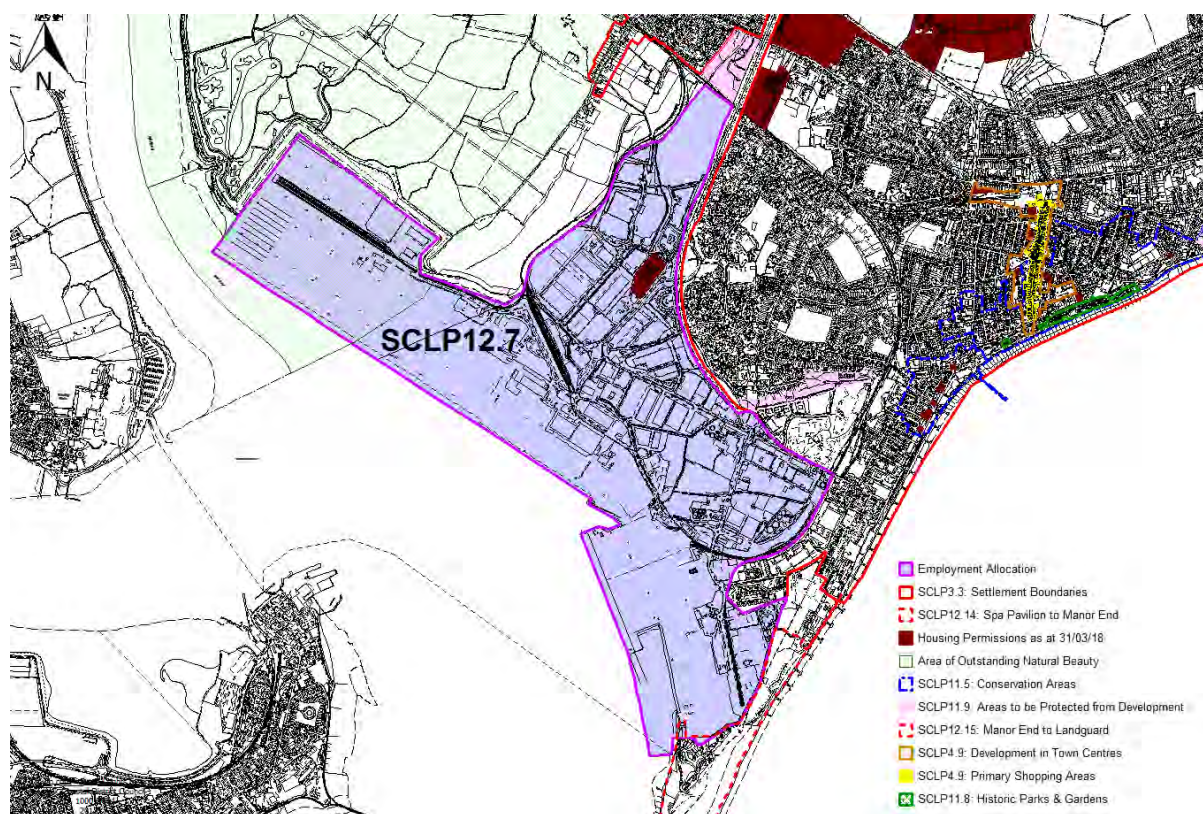 N
SCLP12.7
Employment Allocation
SCLP3.3: Settlement Boundaries
SCLP12.14: Spa Pavilion to Manor End
Housing Permissions as at 31/03/18
Area of Outstanding Natural Beauty
SCLP11.5: Conservation Areas
SCLP11.9: Areas to be Protected from Development
SCLP12.15: Manor End to Landguard
SCLP4.9: Development in Town Centres
SCLP4.9: Primary Shopping Areas
SCLP11.8: Historic Parks & Gardens